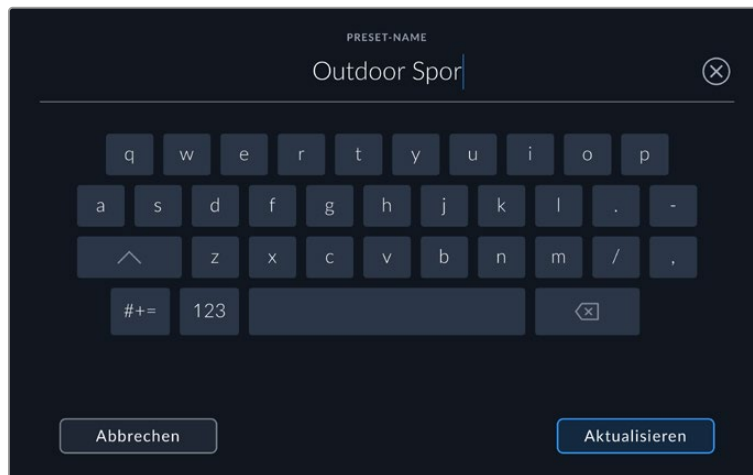 PRESET-NAME
Outdoor Spor
q w e r t y u i o p
a s d f g h j k l . -
z x c v b n m / ,
#+= 123
Abbrechen Aktualisieren